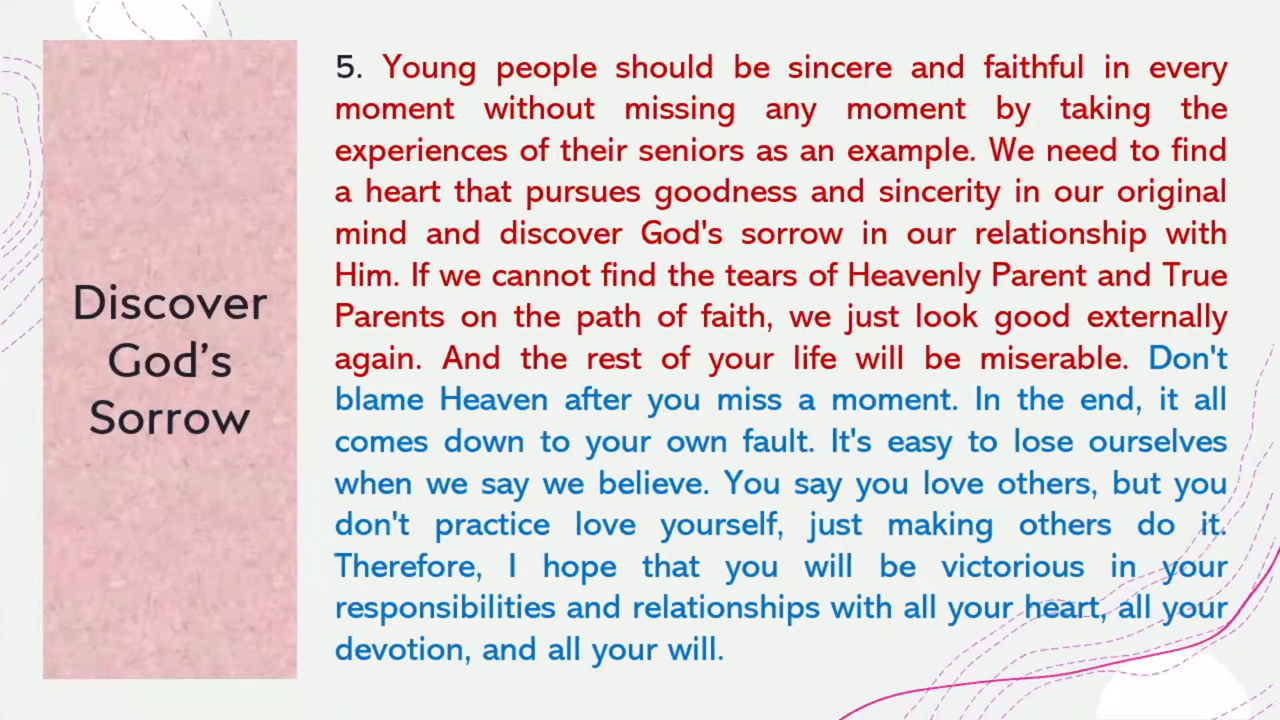 Discover
God’s
Sorrow
5. Young people should be sincere and faithful in every
moment without missing any moment by taking the
experiences of their seniors as an example. We need to find
a heart that pursues goodness and sincerity in our original
mind and discover God's sorrow in our relationship with
Him. If we cannot find the tears of Heavenly Parent and True
Parents on the path of faith, we just look good externally
again. And the rest of your life will be miserable. Don't
blame Heaven after you miss a moment. In the end, it all
comes down to your own fault. It's easy to lose ourselves
when we say we believe. You say you love others, but you
don't practice love yourself, just making others do it.
Therefore, I hope that you will be victorious in your
responsibilities and relationships with all your heart, all your
devotion, and all your will.